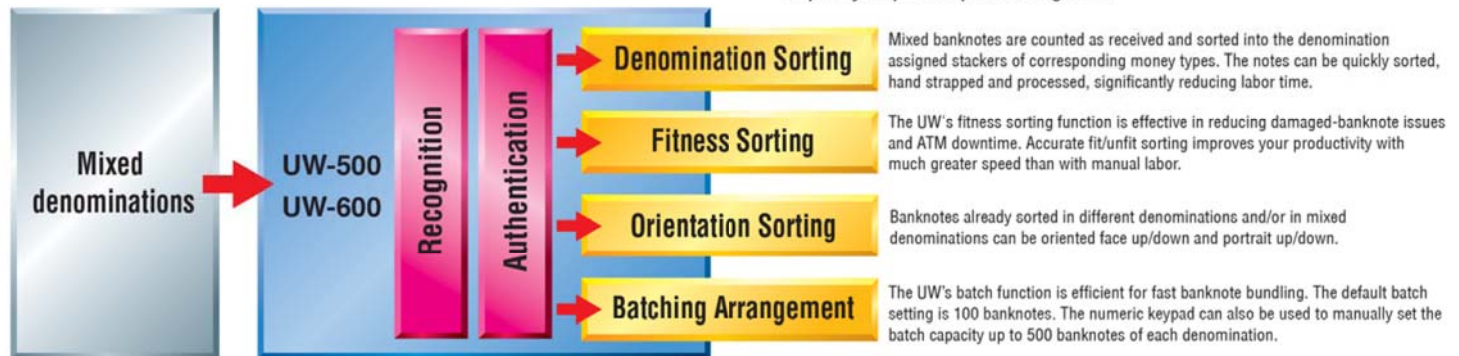 Mixed
denominations
UW-500
UW-600
Recognition
Authentication
Denomination Sorting
Mixed banknotes are counted as received and sorted into the denomination
assigned stackers of corresponding money types. The notes can be quickly sorted,
hand strapped and processed, significantly reducing labor time.
Fitness Sorting
The UW's fitness sorting function is effective in reducing damaged-banknote issues
and ATM downtime. Accurate fit/unfit sorting improves your productivity with
much greater speed than with manual labor.
Orientation Sorting
Banknotes already sorted in different denominations and/or in mixed
denominations can be oriented face up/down and portrait up/down.
Batching Arrangement
The UW's batch function is efficient for fast banknote bundling. The default batch
setting is 100 banknotes. The numeric keypad can also be used to manually set the
batch capacity up to 500 banknotes of each denomination.